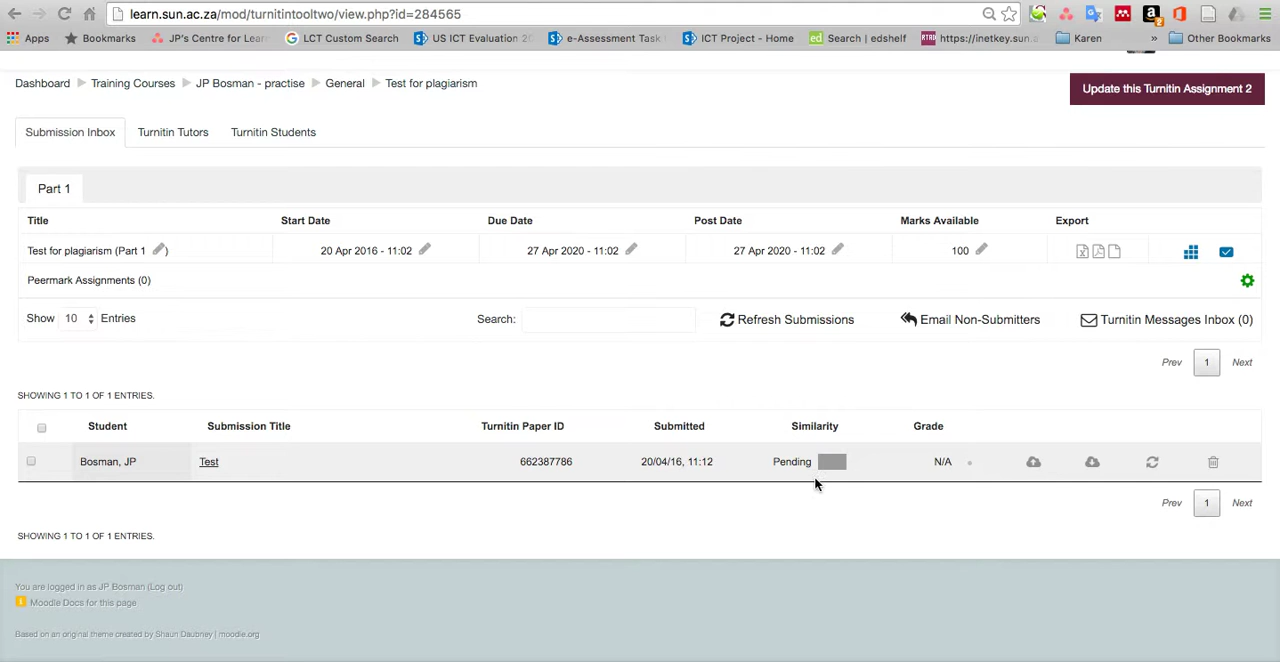 learn.sun.ac.za/mod/turnitintooltwo/view.php?id=284565
Apps Bookmarks JP's Centre for Lear LCT Custom Search US ICT Evaluation 20 e-Assessment Task ICT Project - Home ed Search | edshelf https://inetkey.sun. Karen » Other Bookmarks
Dashboard Training Courses JP Bosman - practise General Test for plagiarism
Update this Turnitin Assignment 2
Submission Inbox Turnitin Tutors Turnitin Students
Part 1
Title Start Date Due Date Post Date Marks Available Export
Test for plagiarism (Part 1 ) 20 Apr 2016 - 11:02 27 Apr 2020 - 11:02 27 Apr 2020 - 11:02 100
Peermark Assignments (0)
Show 10 Entries Search: Refresh Submissions Email Non-Submitters Turnitin Messages Inbox (0)
Prev 1 Next
SHOWING 1 TO 1 OF 1 ENTRIES.
Student Submission Title Turnitin Paper ID Submitted Similarity Grade
Bosman, JP Test 662387786 20/04/16, 11:12 Pending N/A
Prev 1 Next
SHOWING 1 TO 1 OF 1 ENTRIES.
You are logged in as JP Bosman (Log out)
Moodle Docs for this page
Based on an original theme created by Shaun Daubney | moodle.org